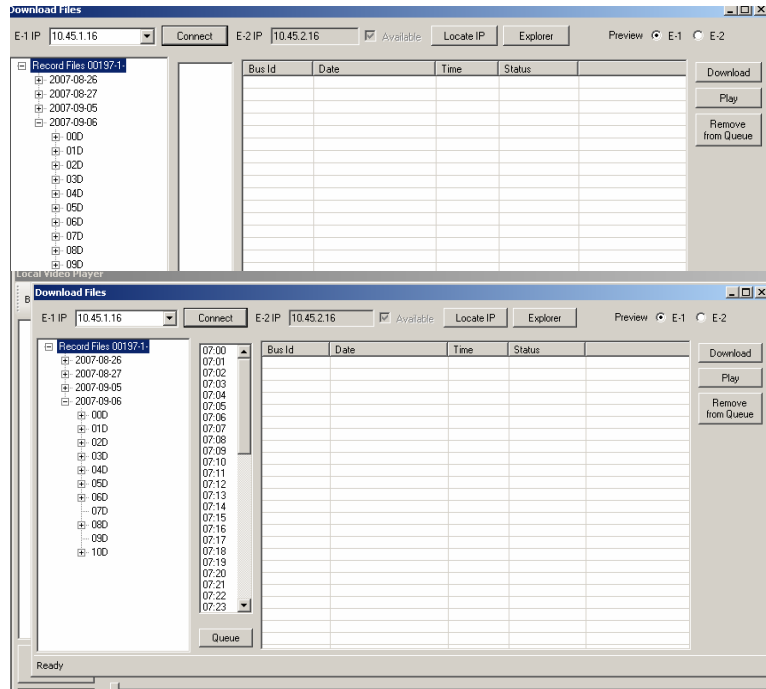 Download Files
E-1 IP 10.45.1.16 Connect E-2 IP 10.45.2.16 Available Locate IP Explorer Preview E-1 E-2
Record Files 00197-1-
2007-08-26
2007-08-27
2007-09-05
2007-09-06
00D
01D
02D
03D
04D
05D
06D
07D
08D
09D
Bus Id Date Time Status
Download
Play
Remove
from Queue
Local Video Player
B
Download Files
E-1 IP 10.45.1.16 Connect E-2 IP 10.45.2.16 Available Locate IP Explorer Preview E-1 E-2
Record Files 00197-1-
2007-08-26
2007-08-27
2007-09-05
2007-09-06
00D
01D
02D
03D
04D
05D
06D
07D
08D
09D
10D
07:00
07:01
07:02
07:03
07:04
07:05
07:06
07:07
07:08
07:09
07:10
07:11
07:12
07:13
07:14
07:15
07:16
07:17
07:18
07:19
07:20
07:21
07:22
07:23
Queue
Bus Id Date Time Status
Download
Play
Remove
from Queue
Ready